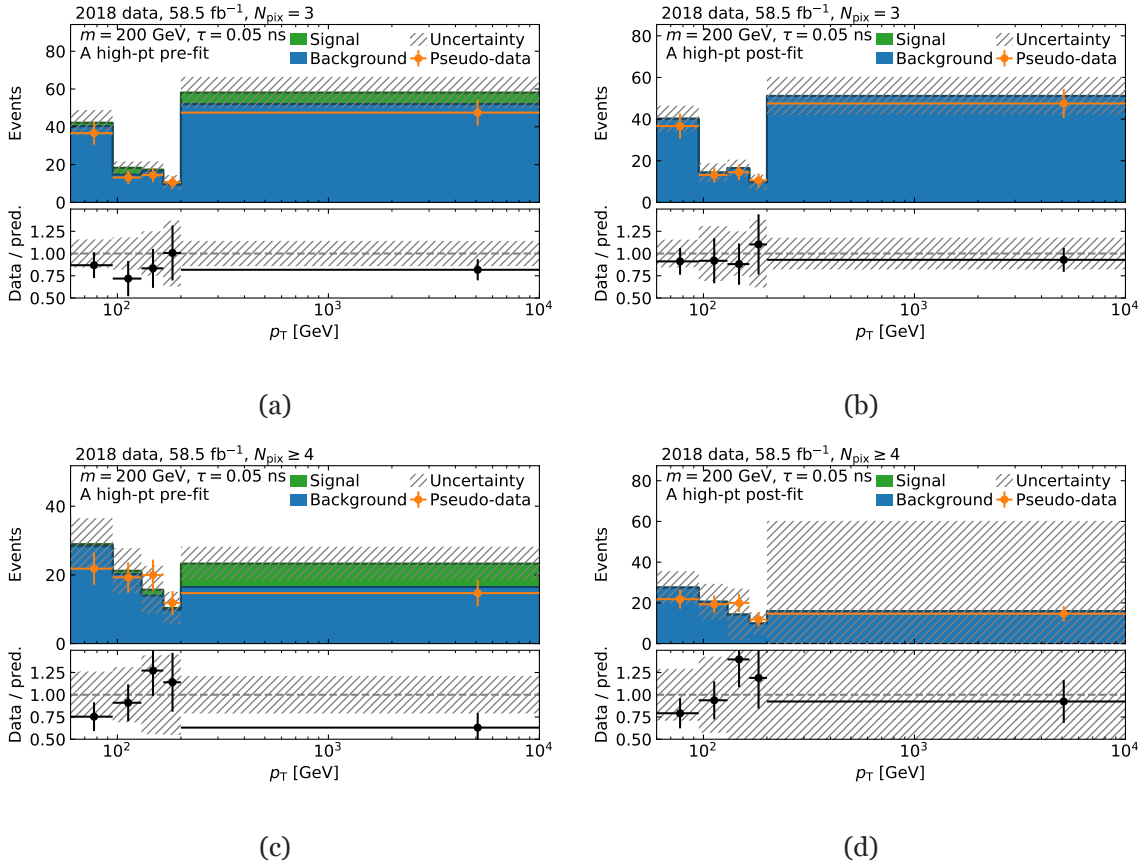 2018 data, 58.5 fb⁻¹, N_pix = 3
m = 200 GeV, τ = 0.05 ns
A high-pt pre-fit
Signal
Uncertainty
Background
Pseudo-data
Events
80
60
40
20
0
Data / pred.
1.25
1.00
0.75
0.50
10² 10³ 10⁴
p_T [GeV]
(a)
2018 data, 58.5 fb⁻¹, N_pix = 3
m = 200 GeV, τ = 0.05 ns
A high-pt post-fit
Signal
Uncertainty
Background
Pseudo-data
Events
80
60
40
20
0
Data / pred.
1.25
1.00
0.75
0.50
10² 10³ 10⁴
p_T [GeV]
(b)
2018 data, 58.5 fb⁻¹, N_pix ≥ 4
m = 200 GeV, τ = 0.05 ns
A high-pt pre-fit
Signal
Uncertainty
Background
Pseudo-data
Events
40
20
0
Data / pred.
1.25
1.00
0.75
0.50
10² 10³ 10⁴
p_T [GeV]
(c)
2018 data, 58.5 fb⁻¹, N_pix ≥ 4
m = 200 GeV, τ = 0.05 ns
A high-pt post-fit
Signal
Uncertainty
Background
Pseudo-data
Events
80
60
40
20
0
Data / pred.
1.25
1.00
0.75
0.50
10² 10³ 10⁴
p_T [GeV]
(d)